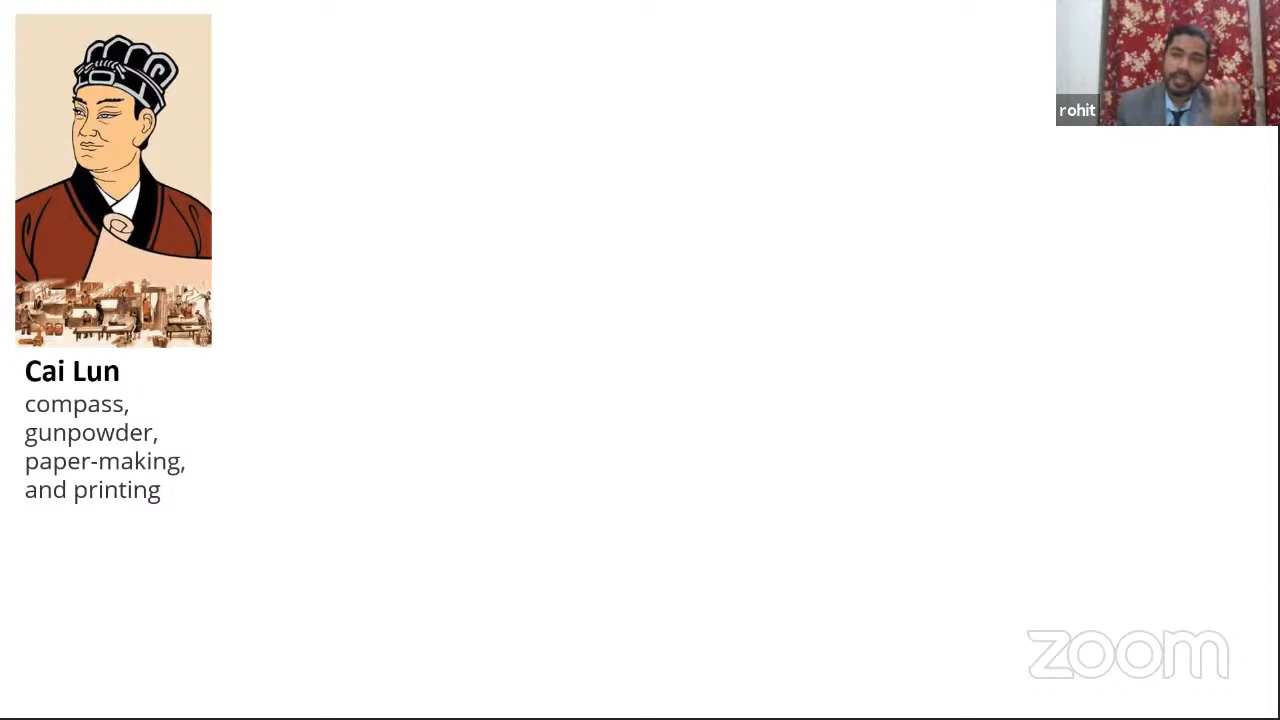 rohit
Cai Lun
compass,
gunpowder,
paper-making,
and printing
zoom